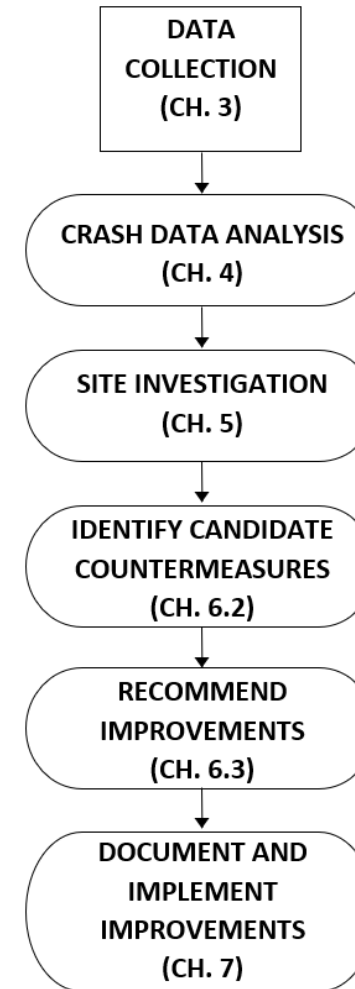 DATA
COLLECTION
(CH. 3)
CRASH DATA ANALYSIS
(CH. 4)
SITE INVESTIGATION
(CH. 5)
IDENTIFY CANDIDATE
COUNTERMEASURES
(CH. 6.2)
RECOMMEND
IMPROVEMENTS
(CH. 6.3)
DOCUMENT AND
IMPLEMENT
IMPROVEMENTS
(CH. 7)